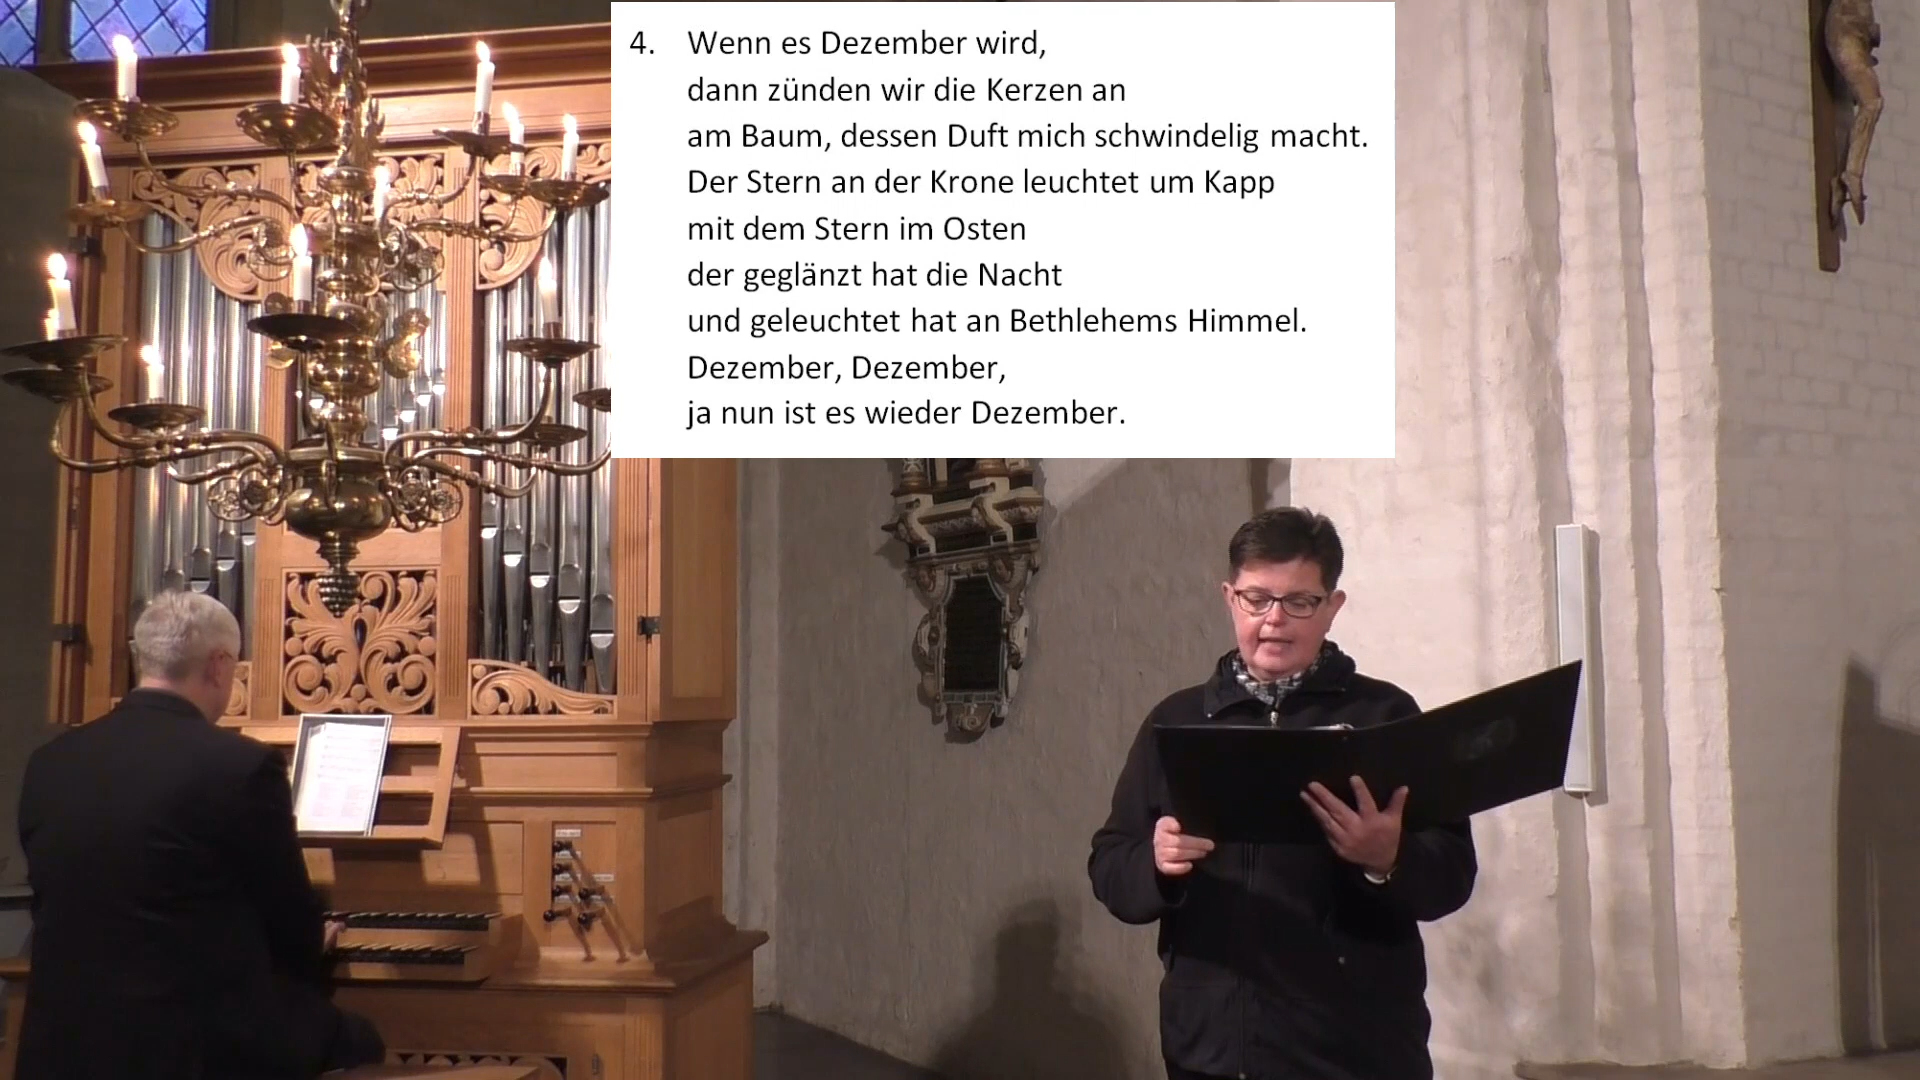 4. Wenn es Dezember wird,
dann zünden wir die Kerzen an
am Baum, dessen Duft mich schwindelig macht.
Der Stern an der Krone leuchtet um Kapp
mit dem Stern im Osten
der geglänzt hat die Nacht
und geleuchtet hat an Bethlehems Himmel.
Dezember, Dezember,
ja nun ist es wieder Dezember.